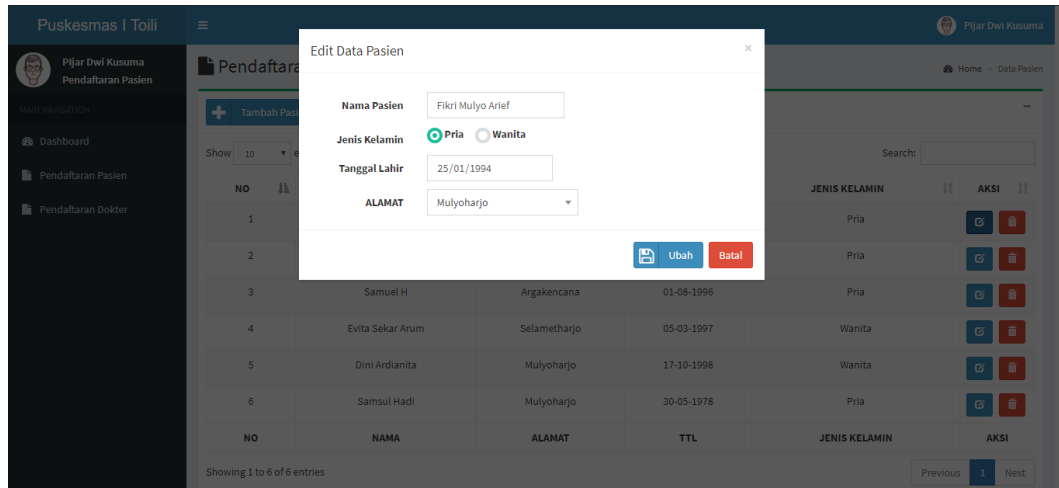 Puskesmas I Toili
PIjar Dwi Kusuma
PIjar Dwi Kusuma
Pendaftaran Pasien
MAIN NAVIGATION
Dashboard
Pendaftaran Pasien
Pendaftaran Dokter
Pendaftara
Home > Data Pasien
Tambah Pasi
Show 10 e
Search:
Edit Data Pasien ×
Nama Pasien Fikri Mulyo Arief
Jenis Kelamin Pria Wanita
Tanggal Lahir 25/01/1994
ALAMAT Mulyoharjo
Ubah Batal
NO JENIS KELAMIN AKSI
1 Pria
2 Pria
3 Samuel H Argakencana 01-08-1996 Pria
4 Evita Sekar Arum Selametharjo 05-03-1997 Wanita
5 Dini Ardianita Mulyoharjo 17-10-1998 Wanita
6 Samsul Hadi Mulyoharjo 30-05-1978 Pria
NO NAMA ALAMAT TTL JENIS KELAMIN AKSI
Showing 1 to 6 of 6 entries
Previous 1 Next